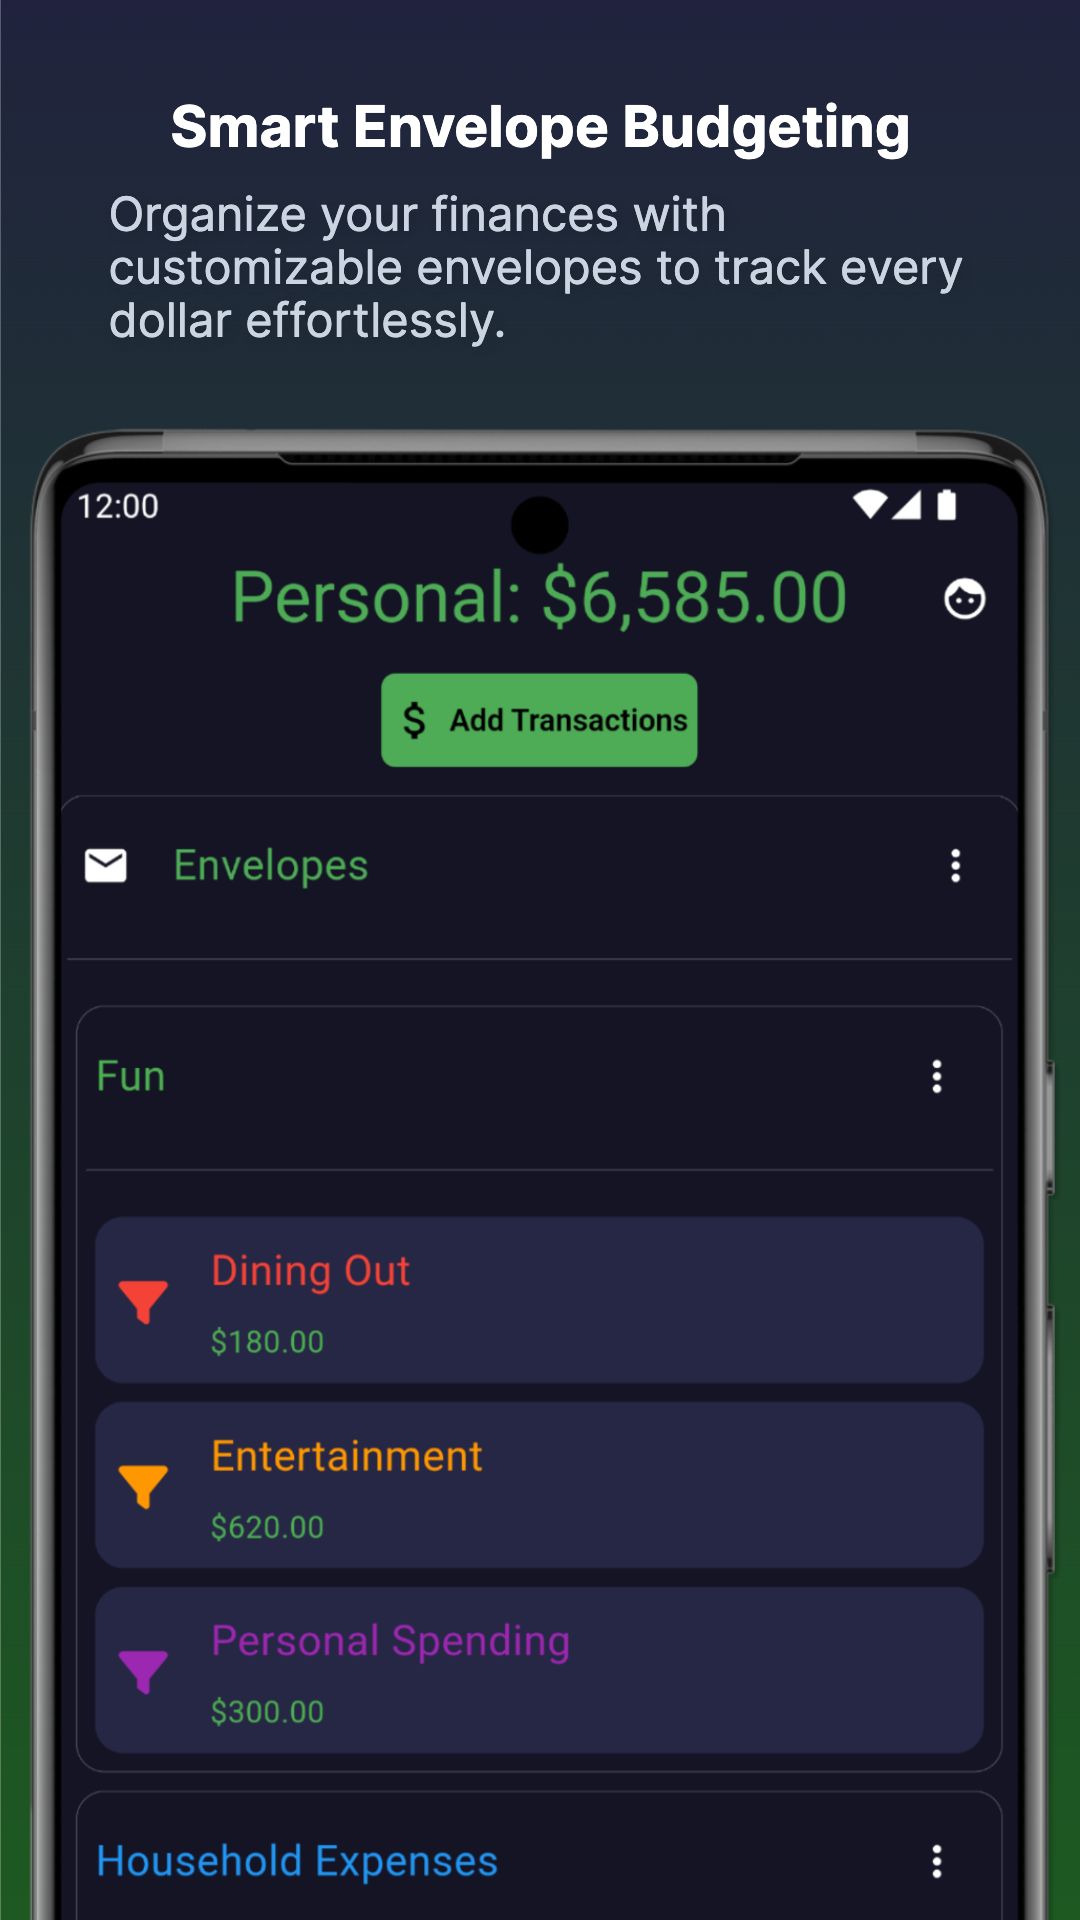 Smart Envelope Budgeting
Organize your finances with
customizable envelopes to track every
dollar effortlessly.
12:00
Personal: $6,585.00
$ Add Transactions
Envelopes
Fun
Dining Out
$180.00
Entertainment
$620.00
Personal Spending
$300.00
Household Expenses